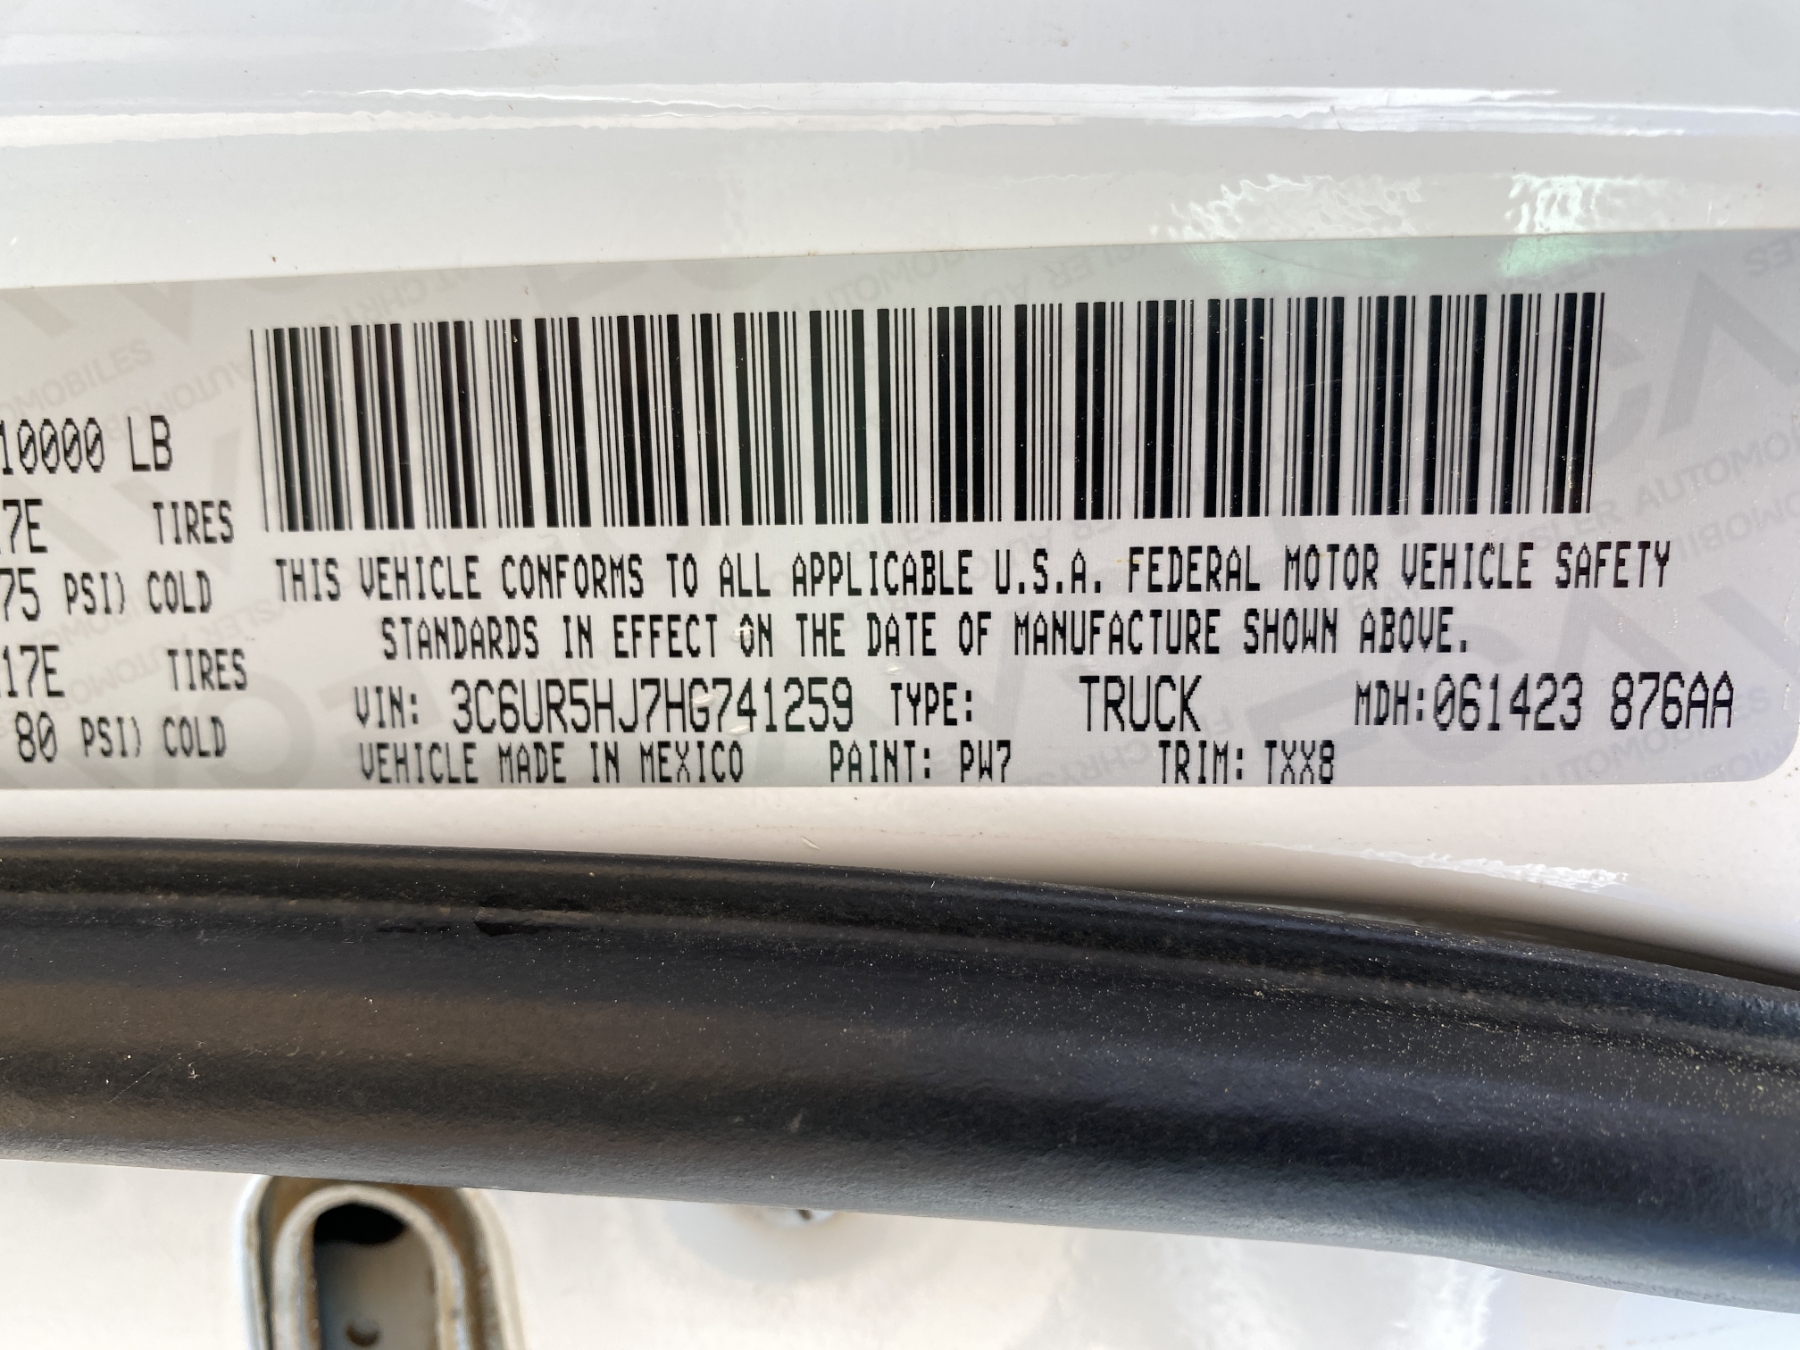 10000 LB
17E TIRES
75 PSI) COLD
17E TIRES
80 PSI) COLD
THIS VEHICLE CONFORMS TO ALL APPLICABLE U.S.A. FEDERAL MOTOR VEHICLE SAFETY
STANDARDS IN EFFECT ON THE DATE OF MANUFACTURE SHOWN ABOVE.
VIN: 3C6UR5HJ7HG741259 TYPE: TRUCK MDH:061423 876AA
VEHICLE MADE IN MEXICO PAINT: PW7 TRIM: TXX8